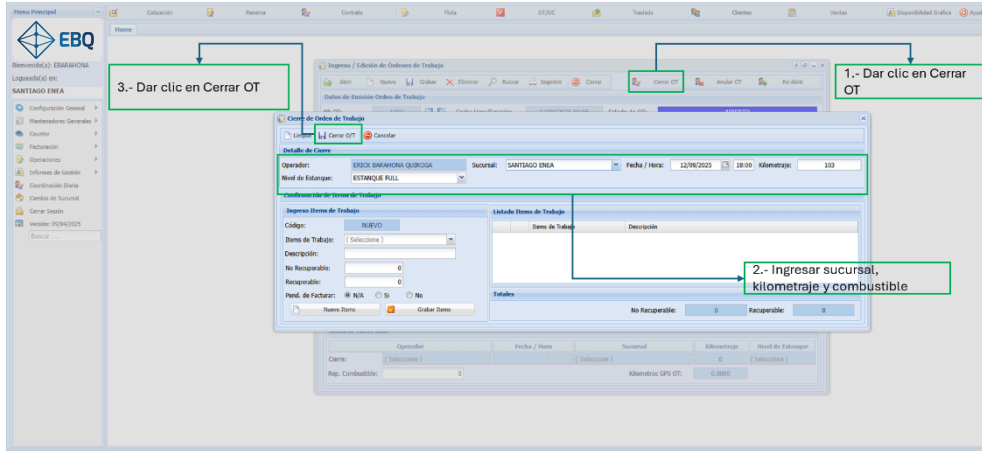 Menu Principal
Cotización
Reserva
Contrato
Flota
OT/OC
Traslado
Clientes
Ventas
Disponibilidad Gráfica
Ayud
Home
EBQ
Bienvenido(a): EBARAHONA
Logueado(a) en:
SANTIAGO ENEA
Configuración General
Mantenedores Generales
Counter
Facturación
Operaciones
Informes de Gestión
Coordinación Diaria
Cambio de Sucursal
Cerrar Sesión
Versión: 09/04/2025
Buscar . . .
3.- Dar clic en Cerrar OT
1.- Dar clic en Cerrar
OT
Ingreso / Edición de Órdenes de Trabajo
Abrir Nuevo Grabar Eliminar Buscar Imprimir Cerrar Cerrar OT Anular OT Re-Abrir
Datos de Emisión Orden de Trabajo
Cierre de Orden de Trabajo
Limpiar Cerrar O/T Cancelar
Detalle de Cierre
Operador: ERICK BARAHONA QUIROGA Sucursal: SANTIAGO ENEA Fecha / Hora: 12/09/2025 18:00 Kilometraje: 103
Nivel de Estanque: ESTANQUE FULL
Confirmación de Items de Trabajo
Ingreso Items de Trabajo
Código: NUEVO
Items de Trabajo: ( Seleccione )
Descripción:
No Recuperable: 0
Recuperable: 0
Pend. de Facturar: N/A Si No
Nuevo Items Grabar Items
Listado Items de Trabajo
Items de Trabajo Descripción
2.- Ingresar sucursal,
kilometraje y combustible
Totales
No Recuperable: 0 Recuperable: 0
Operador Fecha / Hora Sucursal Kilometraje Nivel de Estanque
Cierre: ( Seleccione ) ( Seleccione ) 0 ( Seleccione )
Rep. Combustible: 0 Kilometros GPS OT: 0.0000